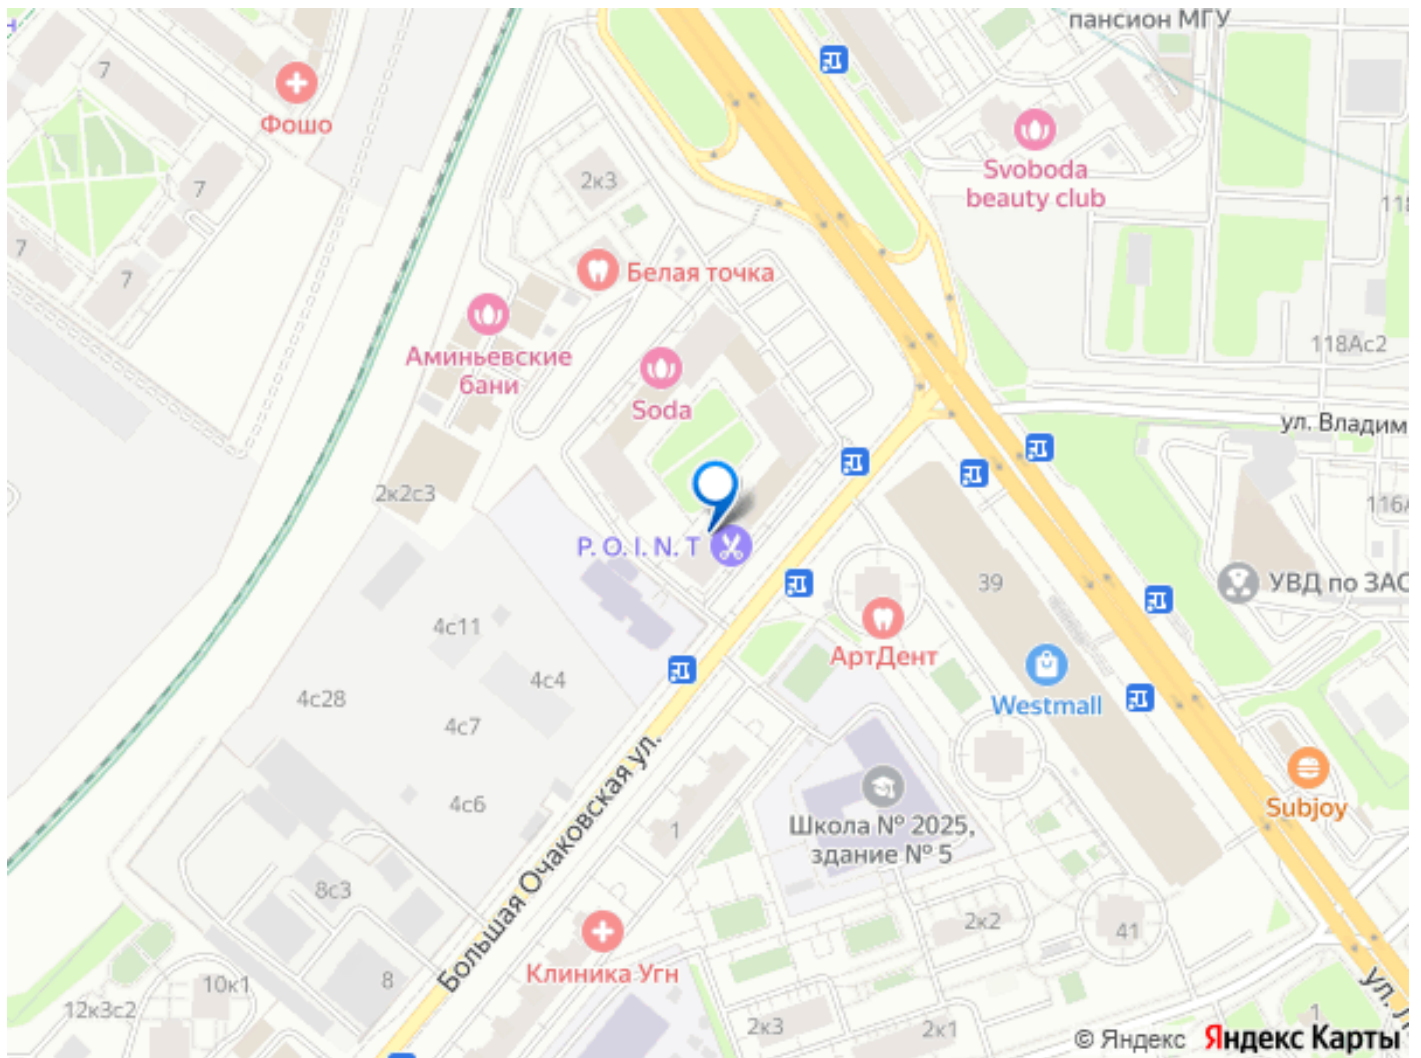 пансион МГУ
7
Фошо
Svoboda
beauty club
2к3
7
7
7
Белая точка
Аминьевские
бани
118Ас2
Soda
ул. Владим
2к2с3
P. O. I. N. T
39
УВД по ЗАО
4с11
АртДент
4с4
4с28
Westmall
4с7
4с6
Большая Очаковская ул.
Subjoy
1
Школа № 2025,
здание № 5
8с3
2к2
41
Клиника Угн
8
10к1
12к3с2
2к3
2к1
1
© Яндекс Яндекс Карты